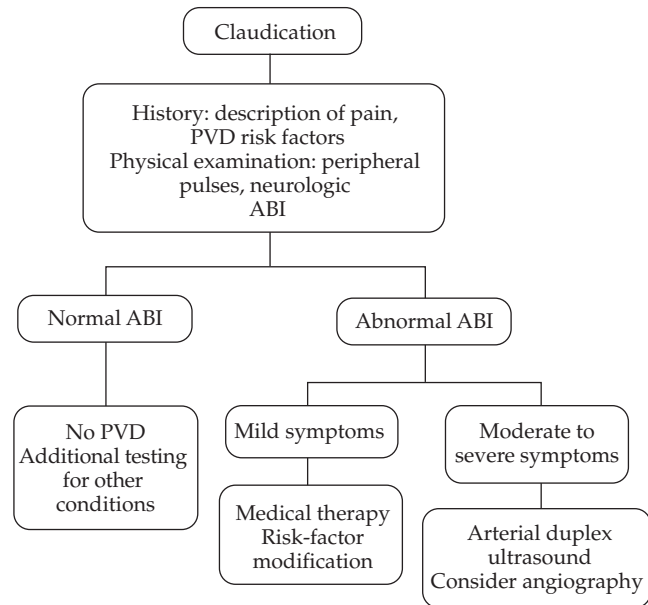 Claudication
History: description of pain,
PVD risk factors
Physical examination: peripheral
pulses, neurologic
ABI
Normal ABI
Abnormal ABI
No PVD
Additional testing
for other
conditions
Mild symptoms
Moderate to
severe symptoms
Medical therapy
Risk-factor
modification
Arterial duplex
ultrasound
Consider angiography